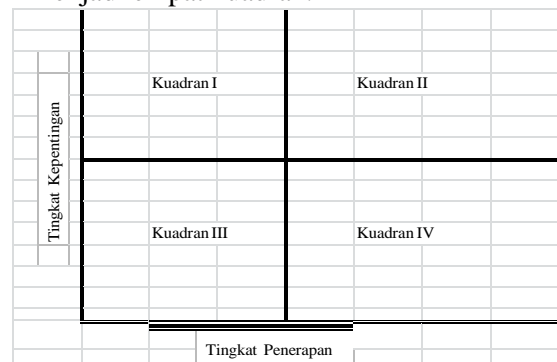 Kuadran I
Kuadran II
Tingkat Kepentingan
Kuadran III
Kuadran IV
Tingkat Penerapan